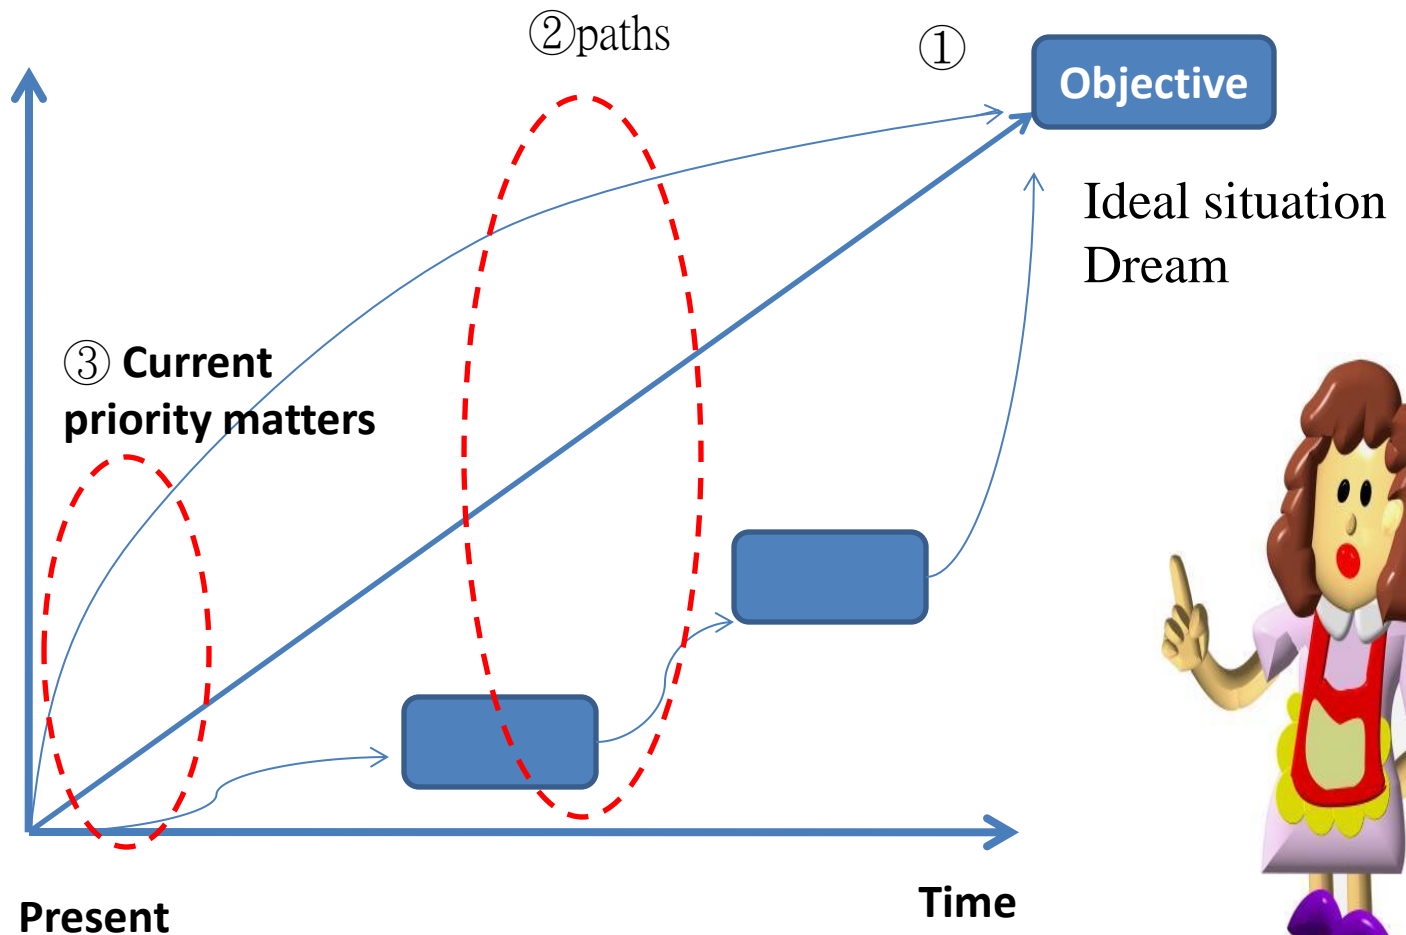 ②paths
①
Objective
Ideal situation
Dream
③ Current
priority matters
Time
Present